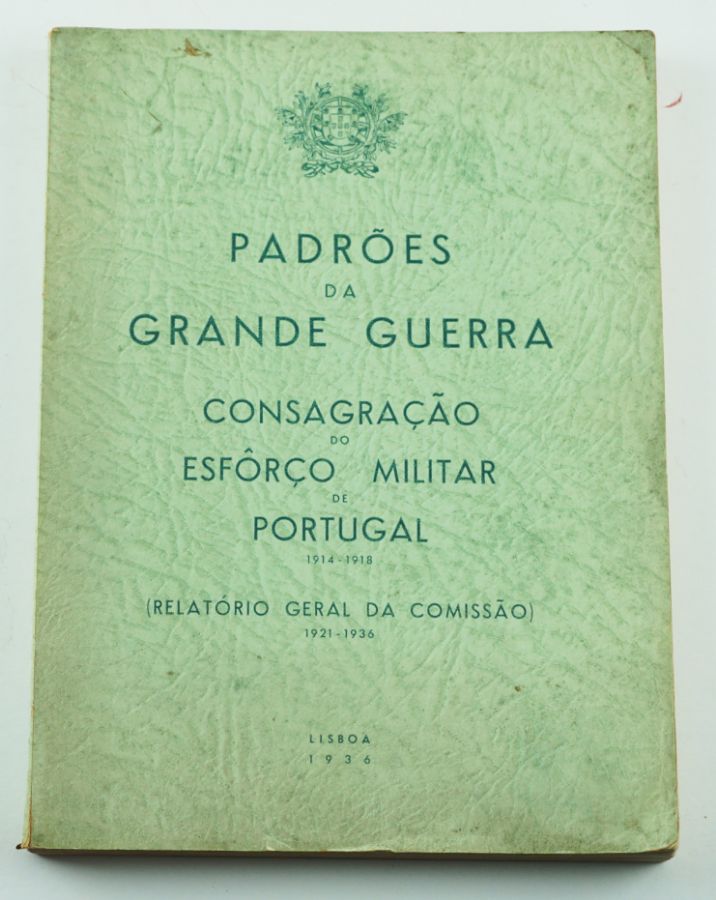 PADRÕES
DA
GRANDE GUERRA
CONSAGRAÇÃO
DO
ESFÔRÇO MILITAR
DE
PORTUGAL
1914-1918
(RELATÓRIO GERAL DA COMISSÃO)
1921-1936
LISBOA
1936